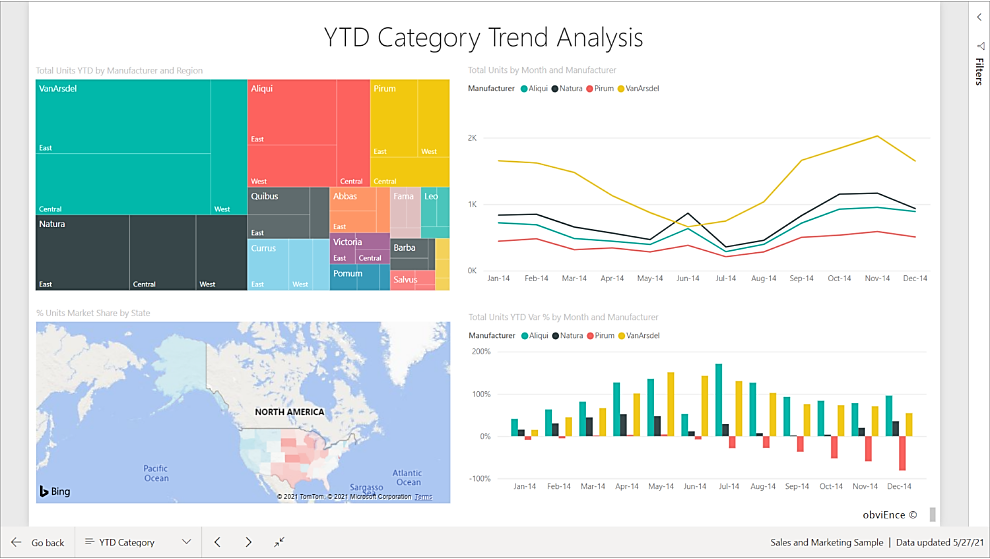 YTD Category Trend Analysis
Total Units YTD by Manufacturer and Region
VanArsdel
East
Central
West
Natura
East
Central
West
Aliqui
East
West
Central
Pirum
East
West
Central
Quibus
East
Currus
East
West
Abbas
East
Victoria
East
Central
Pomum
Fama
Leo
Barba
Salvus
Total Units by Month and Manufacturer
Manufacturer Aliqui Natura Pirum VanArsdel
2K
1K
0K
Jan-14 Feb-14 Mar-14 Apr-14 May-14 Jun-14 Jul-14 Aug-14 Sep-14 Oct-14 Nov-14 Dec-14
% Units Market Share by State
NORTH AMERICA
Pacific
Ocean
Atlantic
Ocean
Sargasso
Sea
Bing
© 2021 TomTom, © 2021 Microsoft Corporation Terms
Total Units YTD Var % by Month and Manufacturer
Manufacturer Aliqui Natura Pirum VanArsdel
200%
100%
0%
-100%
Jan-14 Feb-14 Mar-14 Apr-14 May-14 Jun-14 Jul-14 Aug-14 Sep-14 Oct-14 Nov-14 Dec-14
obviEnce ©
Filters
Go back
YTD Category
Sales and Marketing Sample | Data updated 5/27/21